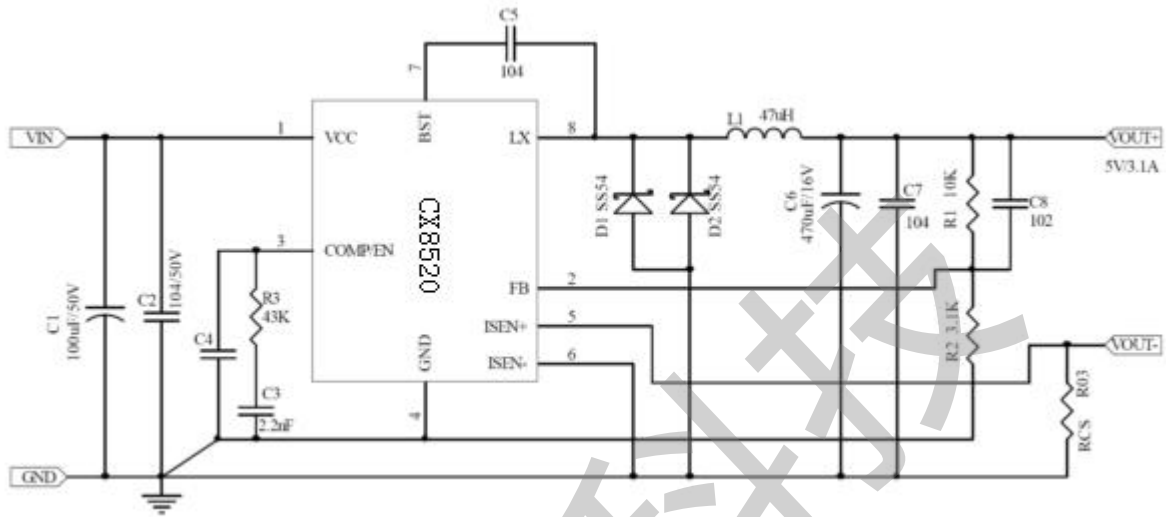 C5
104
7
BST
VIN
1
VCC
LX
8
L1 47uH
VOUT+
5V/3.1A
D1 SS54
D2 SS54
C6
470uF/16V
C7
104
R1 10K
C8
102
CX8520
3
COMP/EN
FB
2
C1
100uF/50V
C2
104/50V
R3
43K
C4
ISEN+
5
ISEN-
6
R2 3.1K
VOUT-
GND
4
C3
2.2nF
R03
RCS
GND
科技